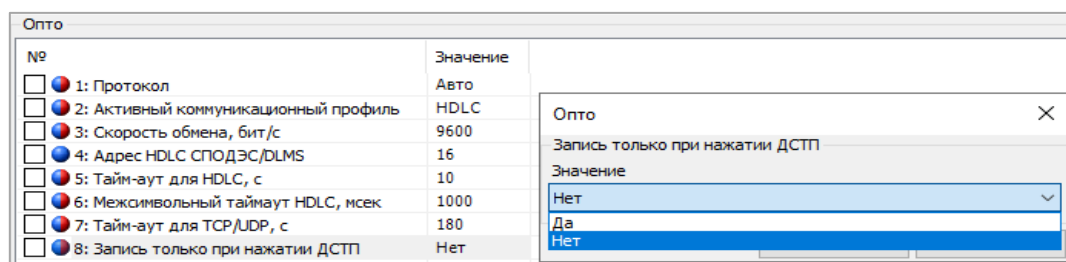 Опто
№ Значение
1: Протокол Авто
2: Активный коммуникационный профиль HDLC
3: Скорость обмена, бит/с 9600
4: Адрес HDLC СПОДЭС/DLMS 16
5: Тайм-аут для HDLC, с 10
6: Межсимвольный таймаут HDLC, мсек 1000
7: Тайм-аут для TCP/UDP, с 180
8: Запись только при нажатии ДСТП Нет
Опто
Запись только при нажатии ДСТП
Значение
Нет
Да
Нет